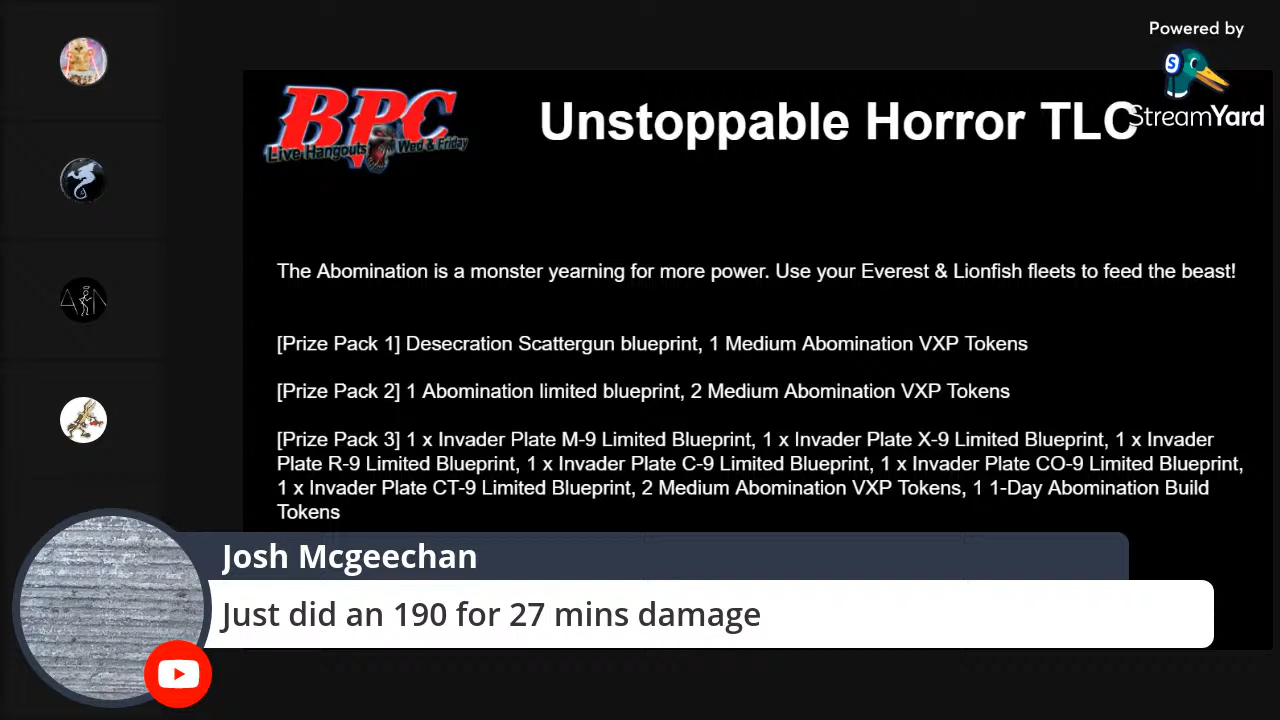 Powered by
StreamYard
BPC
Live Hangouts Wed & Friday
Unstoppable Horror TLC
The Abomination is a monster yearning for more power. Use your Everest & Lionfish fleets to feed the beast!
[Prize Pack 1] Desecration Scattergun blueprint, 1 Medium Abomination VXP Tokens
[Prize Pack 2] 1 Abomination limited blueprint, 2 Medium Abomination VXP Tokens
[Prize Pack 3] 1 x Invader Plate M-9 Limited Blueprint, 1 x Invader Plate X-9 Limited Blueprint, 1 x Invader
Plate R-9 Limited Blueprint, 1 x Invader Plate C-9 Limited Blueprint, 1 x Invader Plate CO-9 Limited Blueprint,
1 x Invader Plate CT-9 Limited Blueprint, 2 Medium Abomination VXP Tokens, 1 1-Day Abomination Build
Tokens
Josh Mcgeechan
Just did an 190 for 27 mins damage